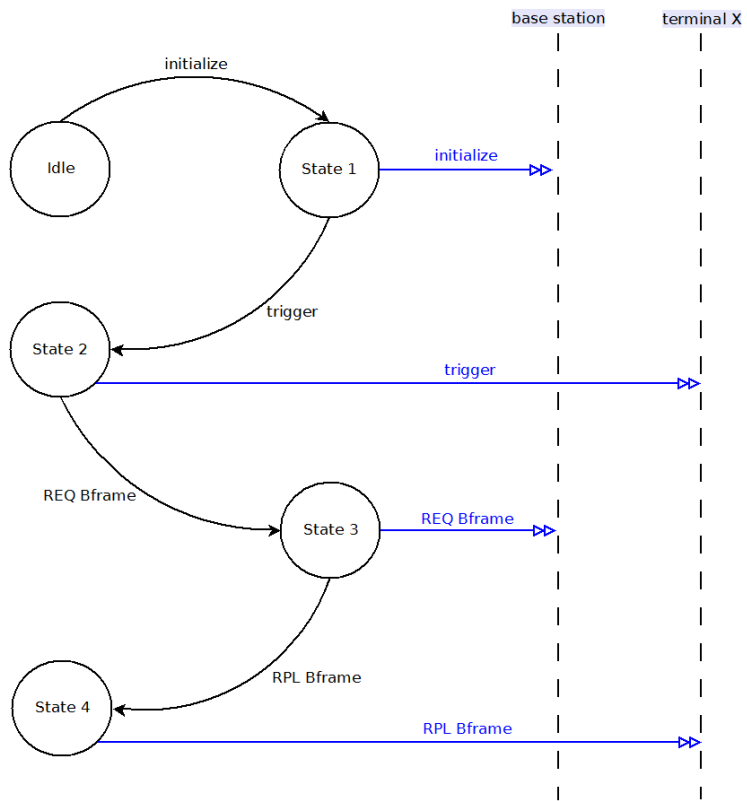 base station
terminal X
initialize
Idle
State 1
initialize
trigger
State 2
trigger
REQ Bframe
State 3
REQ Bframe
RPL Bframe
State 4
RPL Bframe